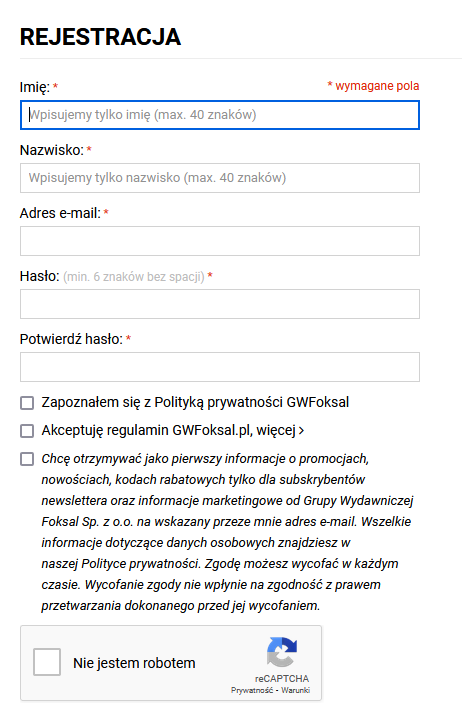 REJESTRACJA
Imię: * * wymagane pola
Wpisujemy tylko imię (max. 40 znaków)
Nazwisko: *
Wpisujemy tylko nazwisko (max. 40 znaków)
Adres e-mail: *
Hasło: (min. 6 znaków bez spacji) *
Potwierdź hasło: *
Zapoznałem się z Polityką prywatności GWFoksal
Akceptuję regulamin GWFoksal.pl, więcej >
Chcę otrzymywać jako pierwszy informacje o promocjach,
nowościach, kodach rabatowych tylko dla subskrybentów
newslettera oraz informacje marketingowe od Grupy Wydawniczej
Foksal Sp. z o.o. na wskazany przeze mnie adres e-mail. Wszelkie
informacje dotyczące danych osobowych znajdziesz w
naszej Polityce prywatności. Zgodę możesz wycofać w każdym
czasie. Wycofanie zgody nie wpłynie na zgodność z prawem
przetwarzania dokonanego przed jej wycofaniem.
Nie jestem robotem
reCAPTCHA
Prywatność - Warunki